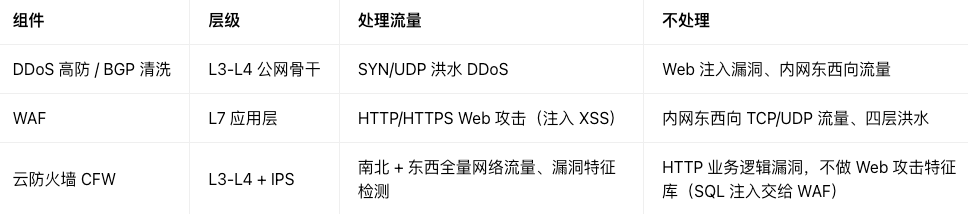 组件 层级 处理流量 不处理
DDoS 高防 / BGP 清洗 L3-L4 公网骨干 SYN/UDP 洪水 DDoS Web 注入漏洞、内网东西向流量
WAF L7 应用层 HTTP/HTTPS Web 攻击（注入 XSS） 内网东西向 TCP/UDP 流量、四层洪水
云防火墙 CFW L3-L4 + IPS 南北 + 东西全量网络流量、漏洞特征
检测
HTTP 业务逻辑漏洞，不做 Web 攻击特征
库（SQL 注入交给 WAF）